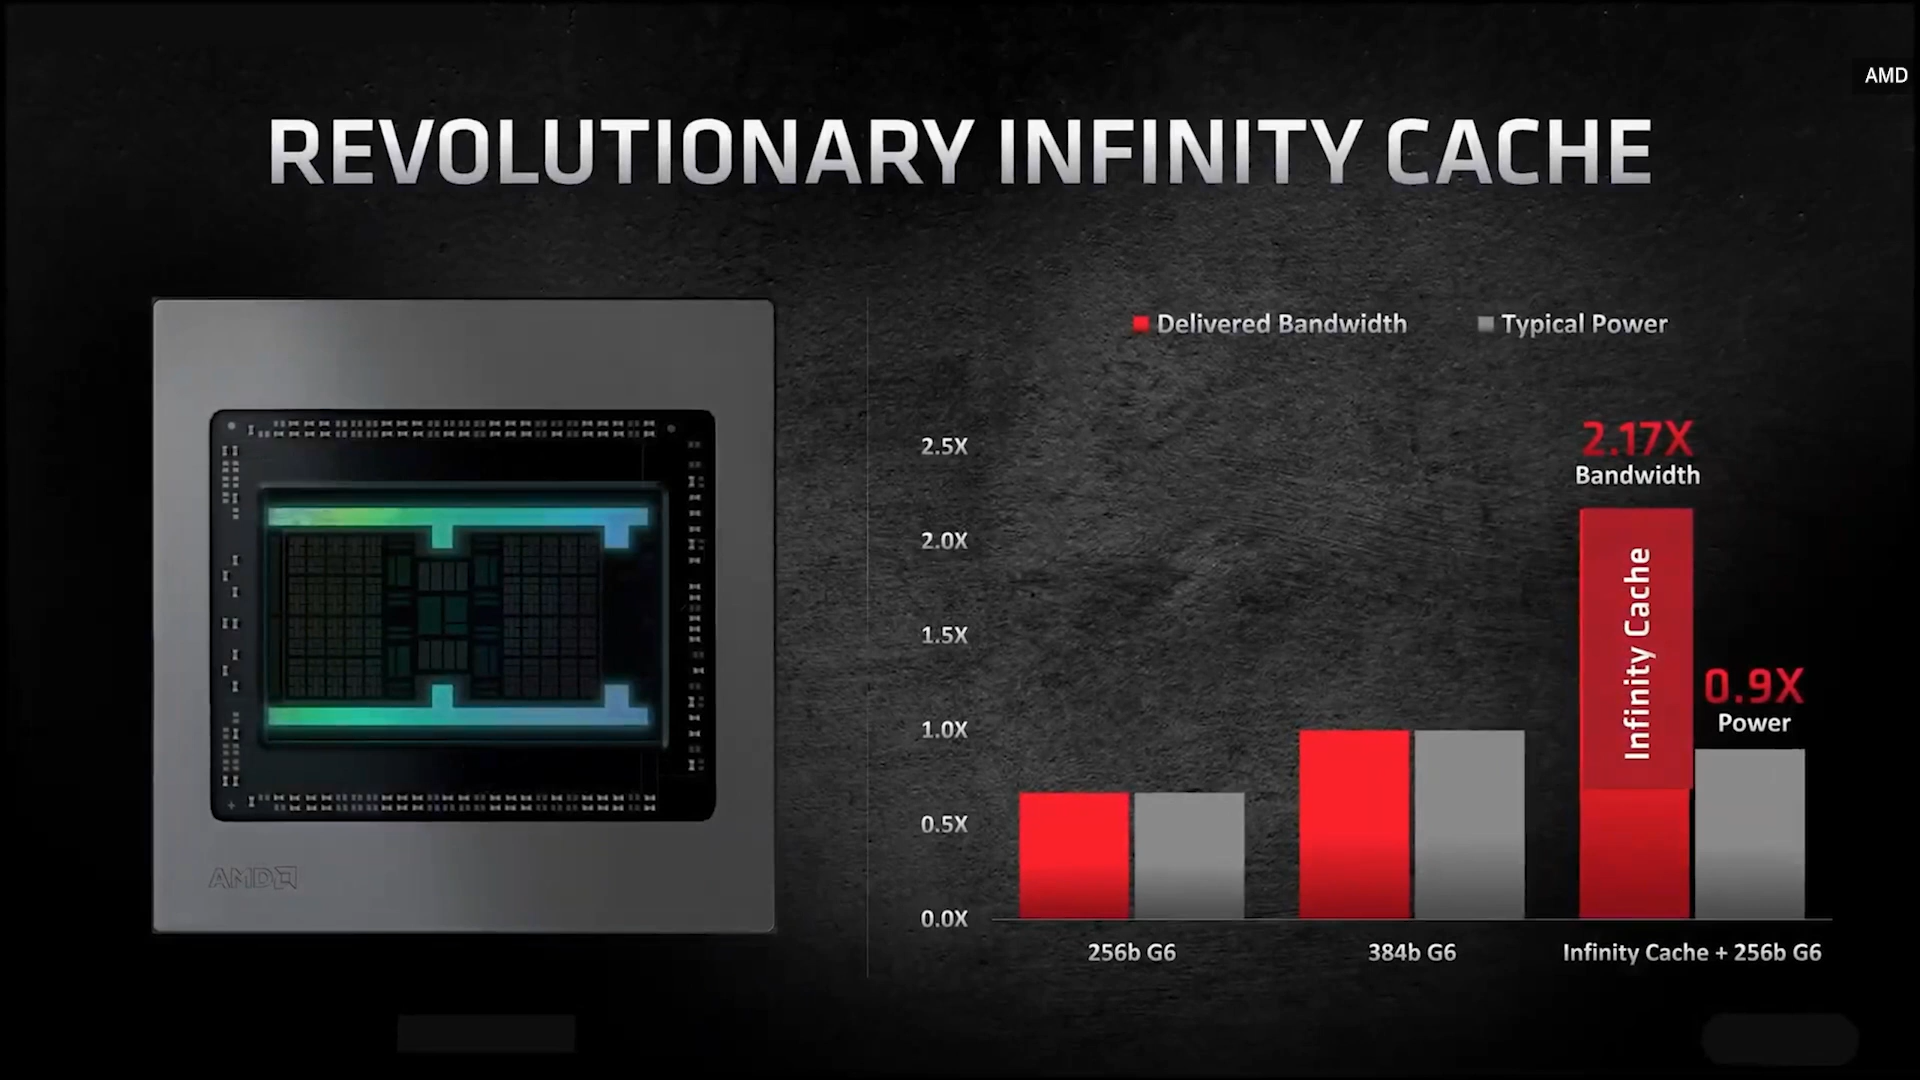 AMD
REVOLUTIONARY INFINITY CACHE
AMD
Delivered Bandwidth
Typical Power
2.5X
2.0X
1.5X
1.0X
0.5X
0.0X
2.17X
Bandwidth
Infinity Cache
0.9X
Power
256b G6
384b G6
Infinity Cache + 256b G6